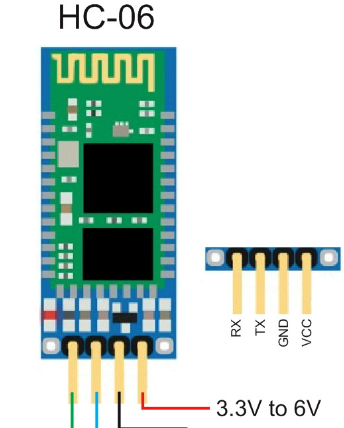 HC-06
RX
TX
GND
VCC
3.3V to 6V